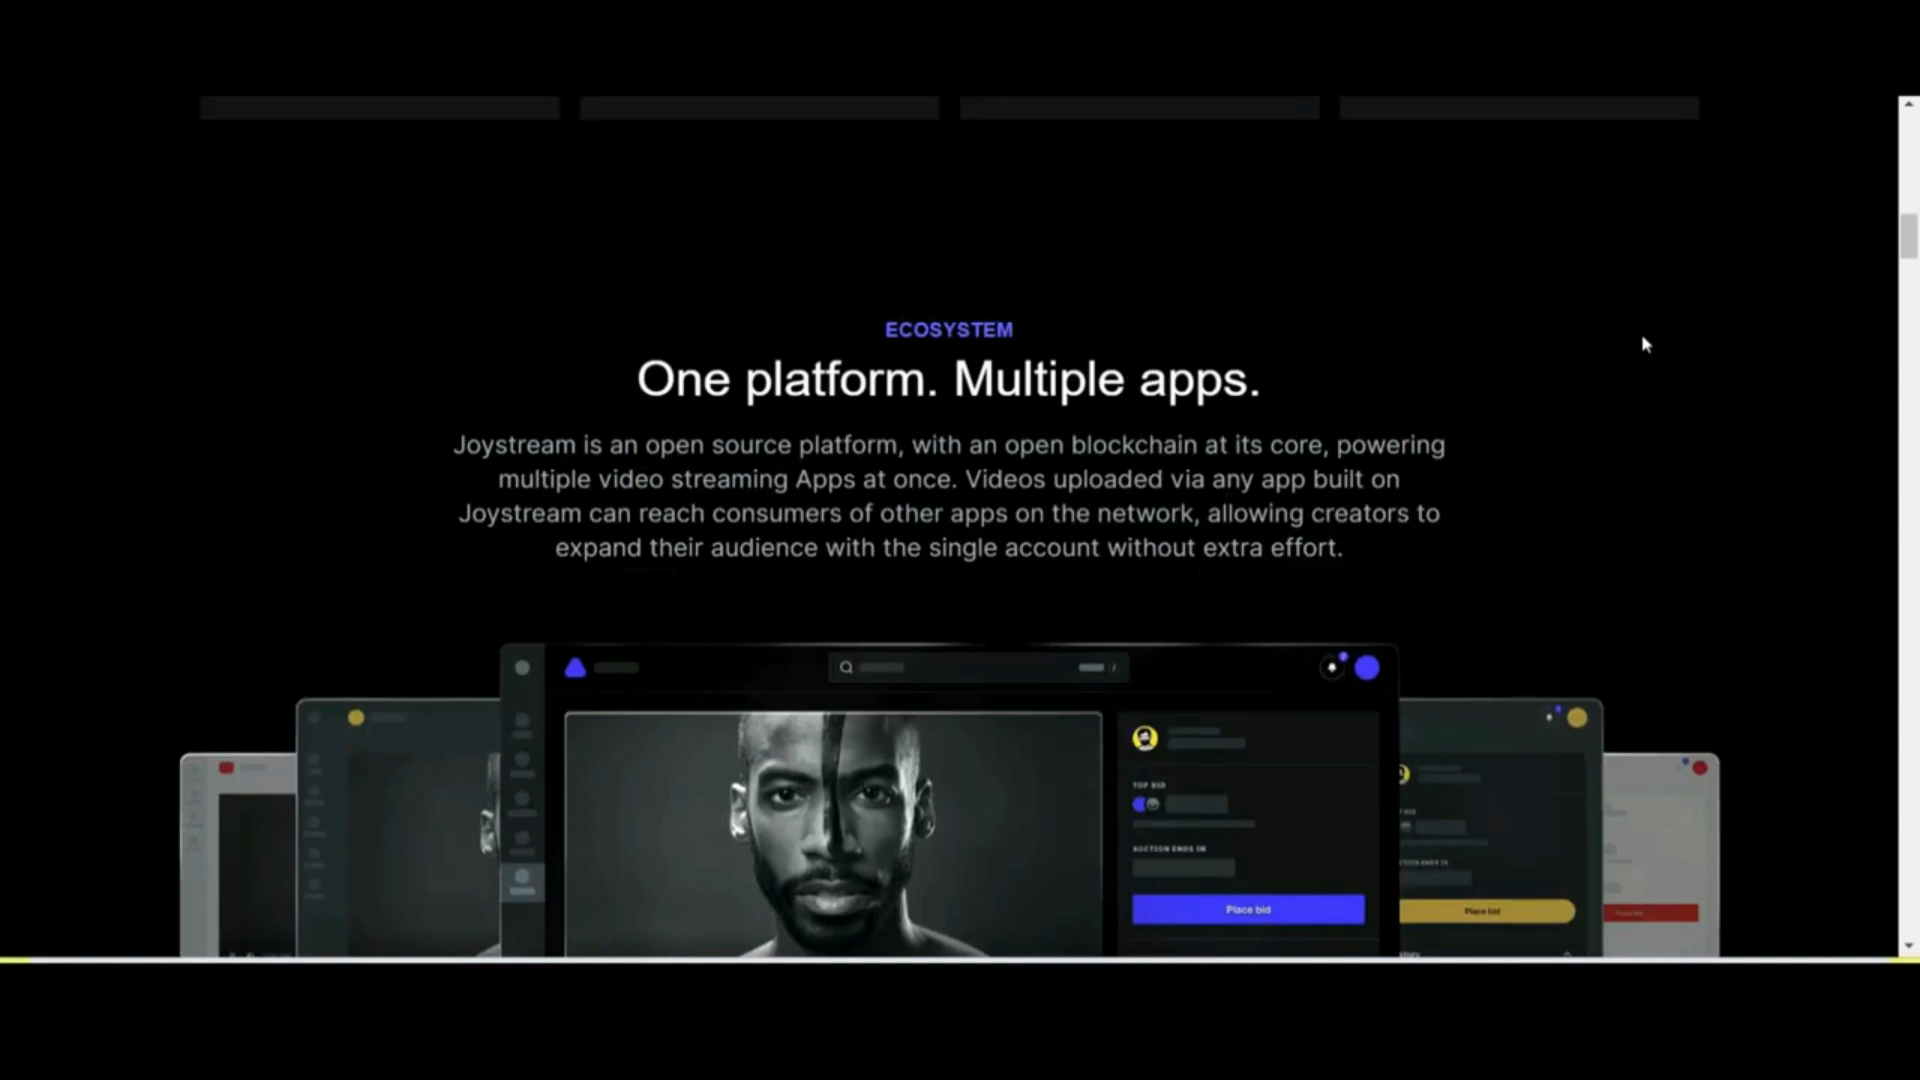 ECOSYSTEM
One platform. Multiple apps.
Joystream is an open source platform, with an open blockchain at its core, powering
multiple video streaming Apps at once. Videos uploaded via any app built on
Joystream can reach consumers of other apps on the network, allowing creators to
expand their audience with the single account without extra effort.
/
TOP BID
AUCTION ENDS IN
Place bid
Place bid
Place bid